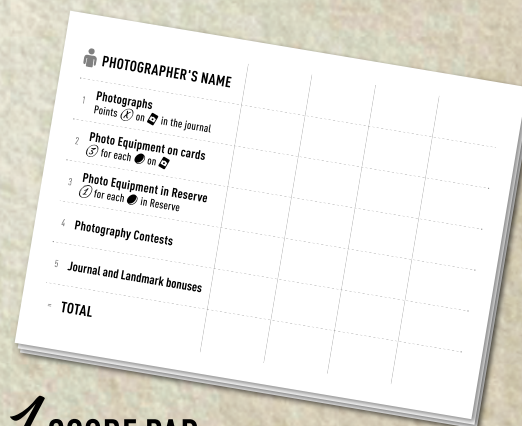 PHOTOGRAPHER'S NAME
1 Photographs
Points X on in the journal
2 Photo Equipment on cards
3 for each on
3 Photo Equipment in Reserve
1 for each in Reserve
4 Photography Contests
5 Journal and Landmark bonuses
= TOTAL
1 SCORE PAD